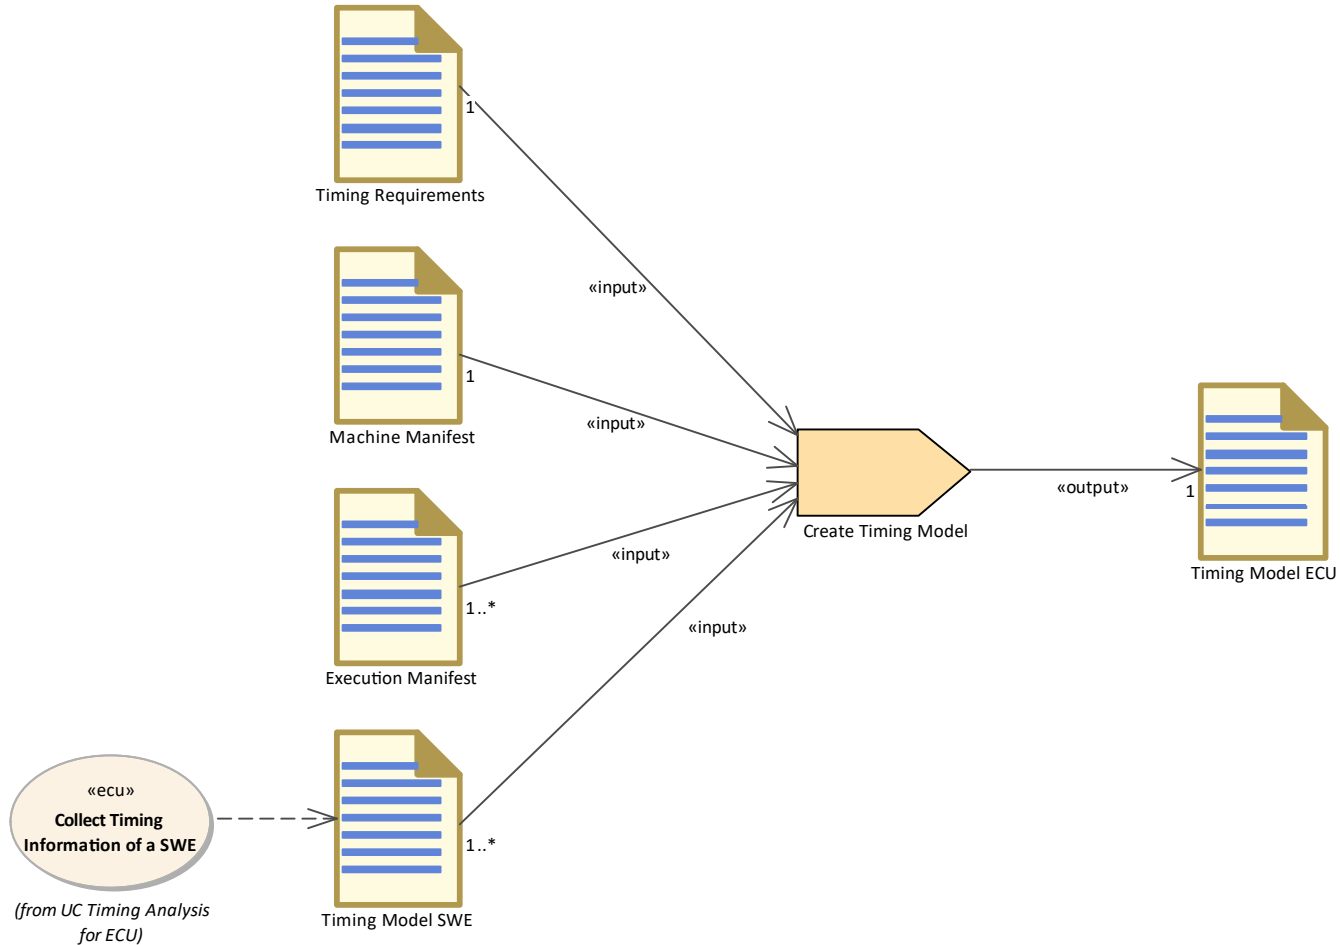 1
Timing Requirements
«input»
1
«input»
Machine Manifest
«output»
1
Create Timing Model
«input»
Timing Model ECU
1..*
«input»
Execution Manifest
«ecu»
Collect Timing
Information of a SWE
1..*
(from UC Timing Analysis
for ECU)
Timing Model SWE